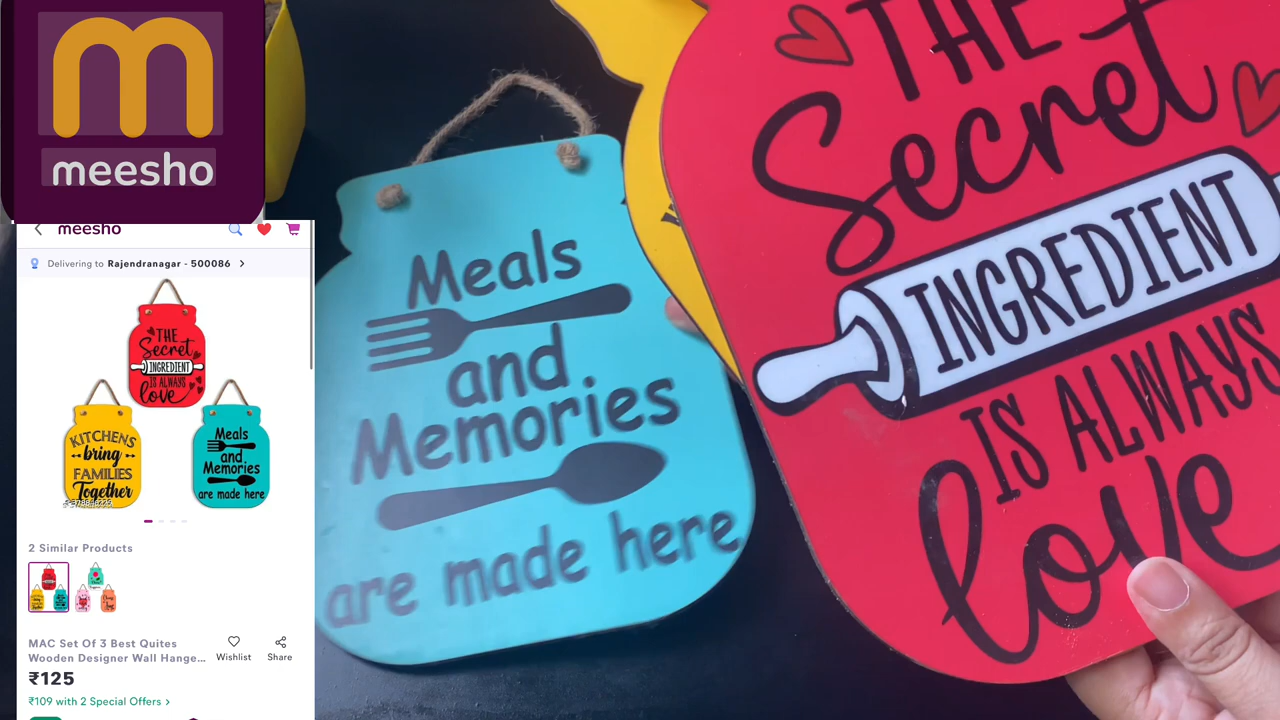 meesho
meesho
Delivering to Rajendranagar - 500086
THE
Secret
INGREDIENT
IS ALWAYS
love
KITCHENS
bring
FAMILIES
Together
Meals
and
Memories
are made here
2 Similar Products
MAC Set Of 3 Best Quites
Wooden Designer Wall Hange...
Wishlist
Share
₹125
₹109 with 2 Special Offers
Meals
and
Memories
are made here
THE
Secret
INGREDIENT
IS ALWAYS
love